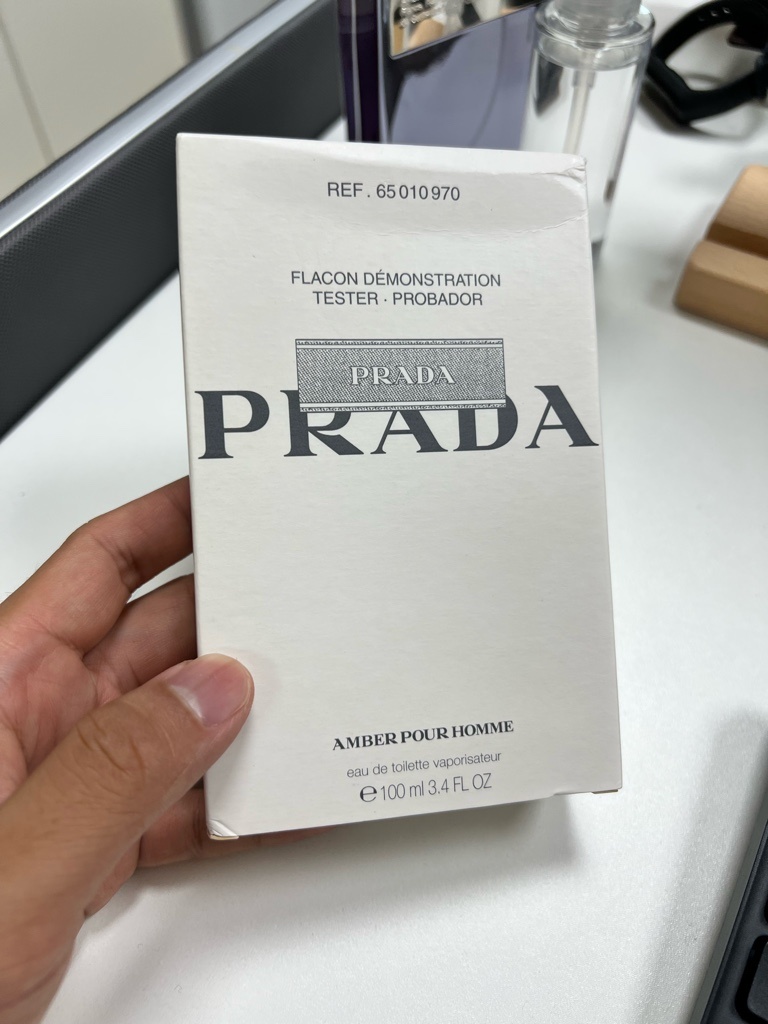 REF. 65010970
FLACON DÉMONSTRATION
TESTER · PROBADOR
PRADA
PRADA
AMBER POUR HOMME
eau de toilette vaporisateur
℮ 100 ml 3.4 FL OZ